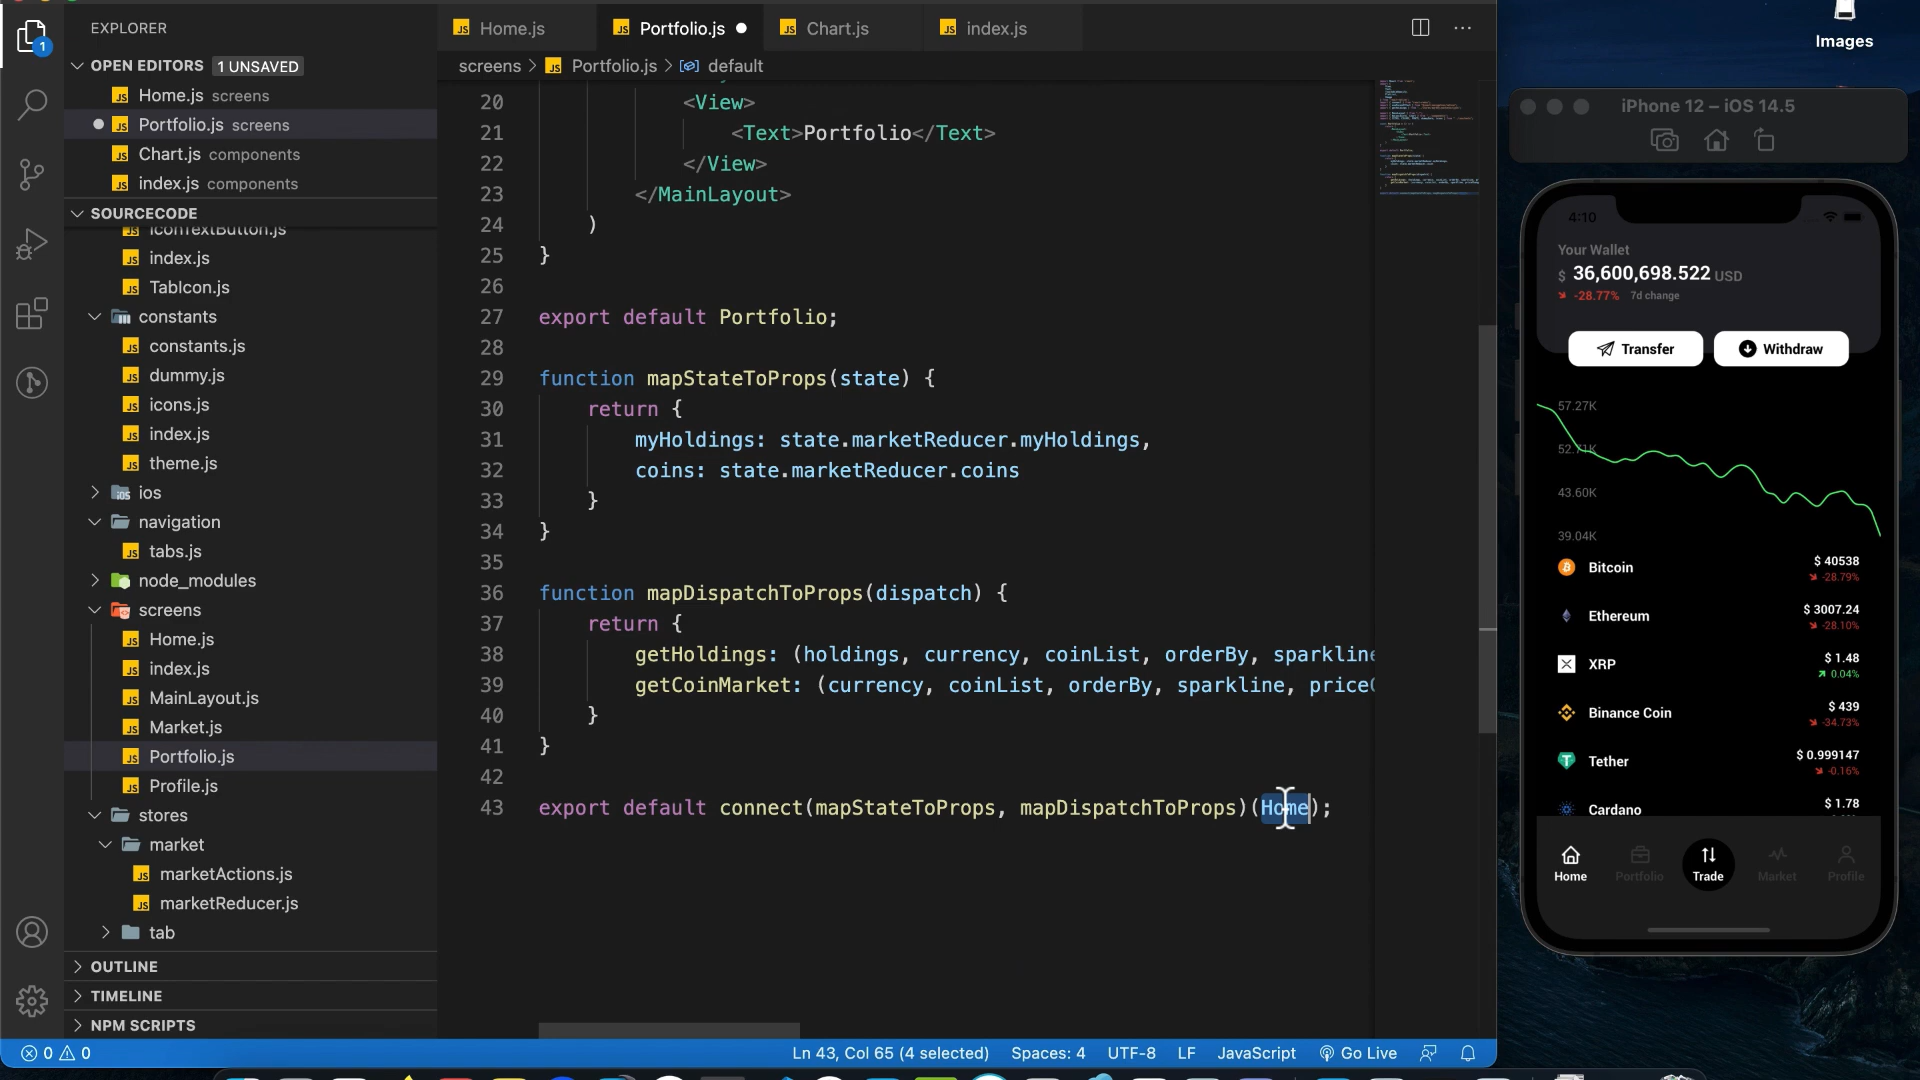 EXPLORER
OPEN EDITORS 1 UNSAVED
Home.js screens
Portfolio.js screens
Chart.js components
index.js components
SOURCECODE
IconTextButton.js
index.js
TabIcon.js
constants
constants.js
dummy.js
icons.js
index.js
theme.js
ios
navigation
tabs.js
node_modules
screens
Home.js
index.js
MainLayout.js
Market.js
Portfolio.js
Profile.js
stores
market
marketActions.js
marketReducer.js
tab
OUTLINE
TIMELINE
NPM SCRIPTS
Home.js Portfolio.js Chart.js index.js
screens > Portfolio.js > default
20 <View>
21 <Text>Portfolio</Text>
22 </View>
23 </MainLayout>
24 )
25 }
26
27 export default Portfolio;
28
29 function mapStateToProps(state) {
30 return {
31 myHoldings: state.marketReducer.myHoldings,
32 coins: state.marketReducer.coins
33 }
34 }
35
36 function mapDispatchToProps(dispatch) {
37 return {
38 getHoldings: (holdings, currency, coinList, orderBy, sparkline
39 getCoinMarket: (currency, coinList, orderBy, sparkline, price
40 }
41 }
42
43 export default connect(mapStateToProps, mapDispatchToProps)(Home);
0 0 Ln 43, Col 65 (4 selected) Spaces: 4 UTF-8 LF JavaScript Go Live
Images
iPhone 12 – iOS 14.5
4:10
Your Wallet
$ 36,600,698.522 USD
-28.77% 7d change
Transfer Withdraw
57.27K
52.71K
43.60K
39.04K
Bitcoin $ 40538
-28.79%
Ethereum $ 3007.24
-28.10%
XRP $ 1.48
0.04%
Binance Coin $ 439
-34.73%
Tether $ 0.999147
-0.16%
Cardano $ 1.78
Home Portfolio Trade Market Profile